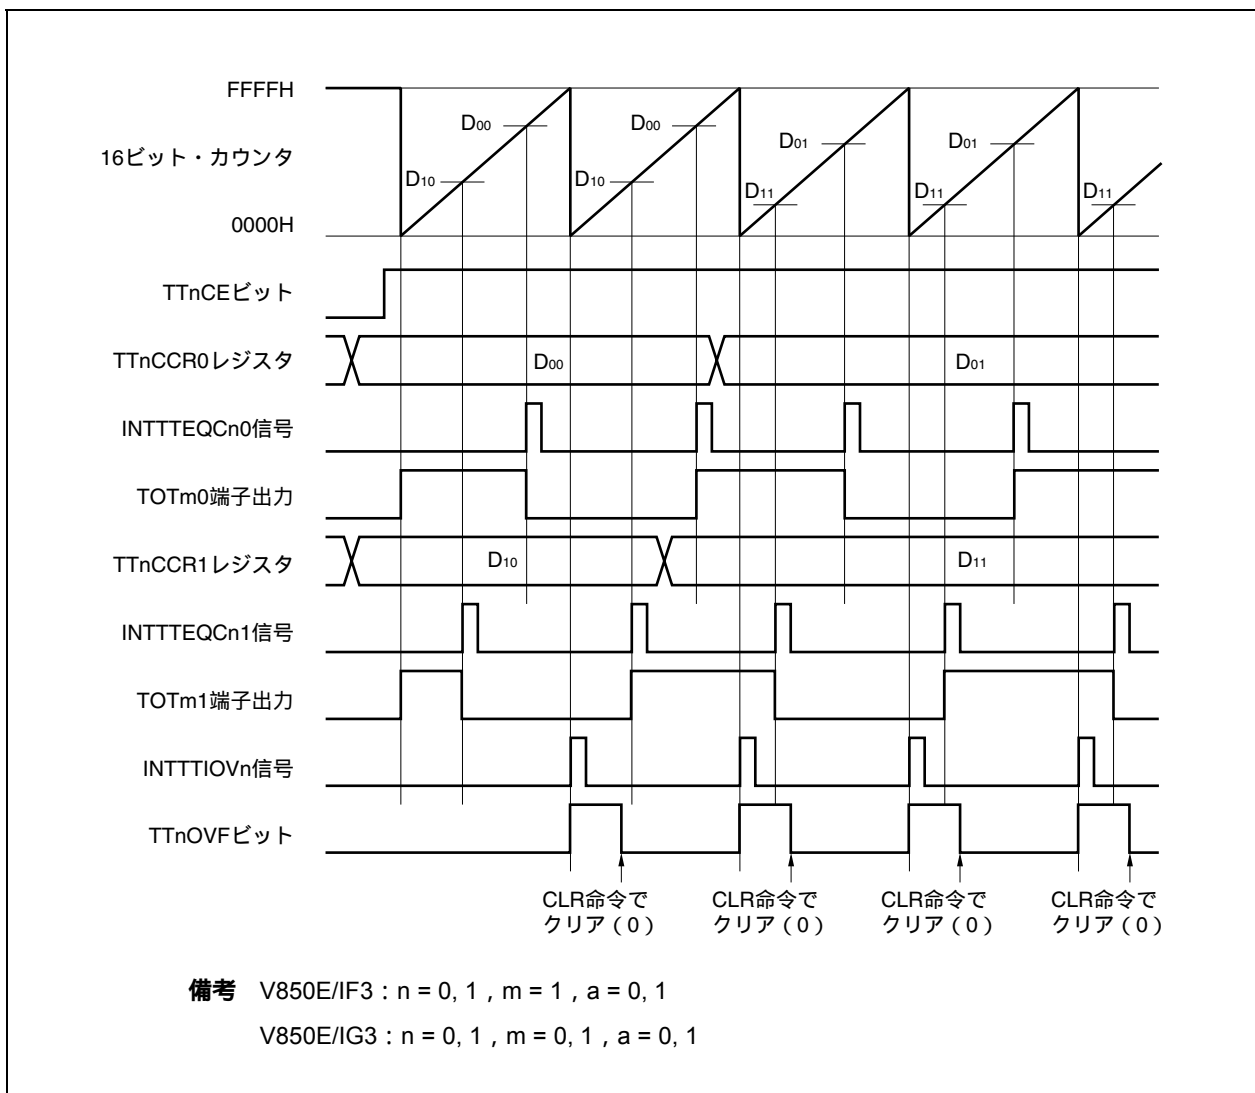 FFFFH
16ビット・カウンタ
0000H
D00 D00 D01 D01
D10 D10 D11 D11 D11
TTnCEビット
TTnCCR0レジスタ D00 D01
INTTTEQCn0信号
TOTm0端子出力
TTnCCR1レジスタ D10 D11
INTTTEQCn1信号
TOTm1端子出力
INTTTIOVn信号
TTnOVFビット
CLR命令で CLR命令で CLR命令で CLR命令で
クリア(0) クリア(0) クリア(0) クリア(0)
備考 V850E/IF3:n = 0, 1,m = 1,a = 0, 1
V850E/IG3:n = 0, 1,m = 0, 1,a = 0, 1